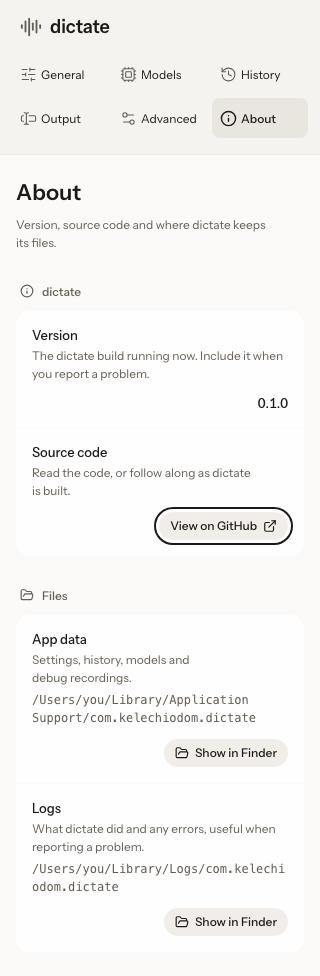 dictate
General
Models
History
Output
Advanced
About
About
Version, source code and where dictate keeps
its files.
dictate
Version
The dictate build running now. Include it when
you report a problem.
0.1.0
Source code
Read the code, or follow along as dictate
is built.
View on GitHub
Files
App data
Settings, history, models and
debug recordings.
/Users/you/Library/Application
Support/com.kelechiodom.dictate
Show in Finder
Logs
What dictate did and any errors, useful when
reporting a problem.
/Users/you/Library/Logs/com.kelechi
odom.dictate
Show in Finder